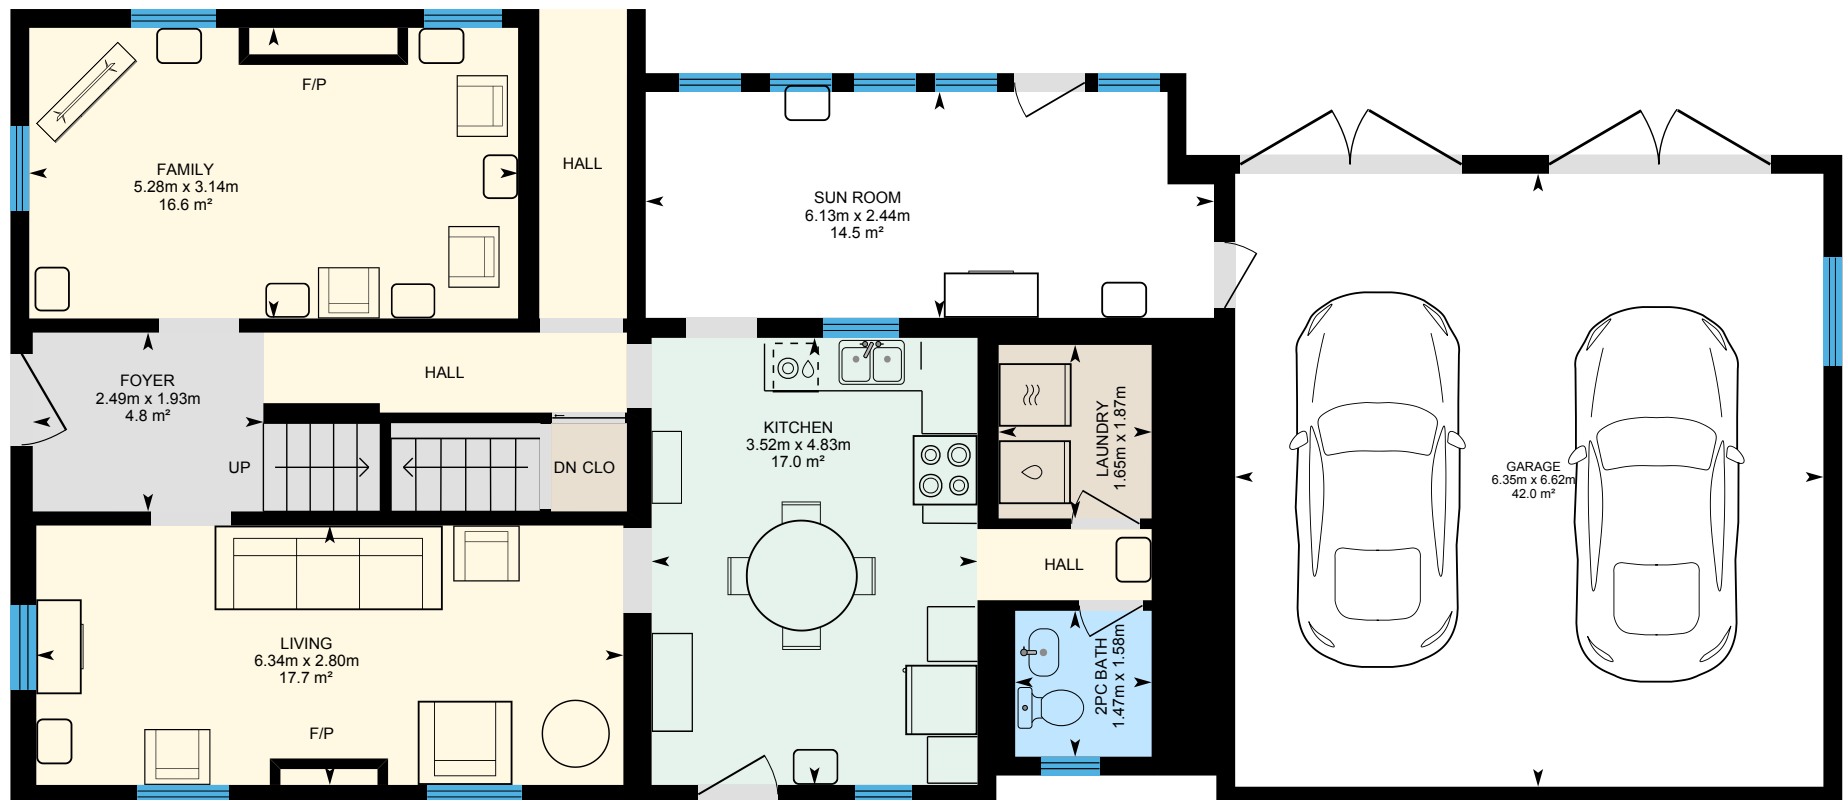 F/P
FAMILY
5.28m x 3.14m
16.6 m²
HALL
SUN ROOM
6.13m x 2.44m
14.5 m²
FOYER
2.49m x 1.93m
4.8 m²
HALL
UP
DN CLO
KITCHEN
3.52m x 4.83m
17.0 m²
LAUNDRY
1.65m x 1.87m
GARAGE
6.35m x 6.62m
42.0 m²
HALL
LIVING
6.34m x 2.80m
17.7 m²
F/P
2PC BATH
1.47m x 1.58m